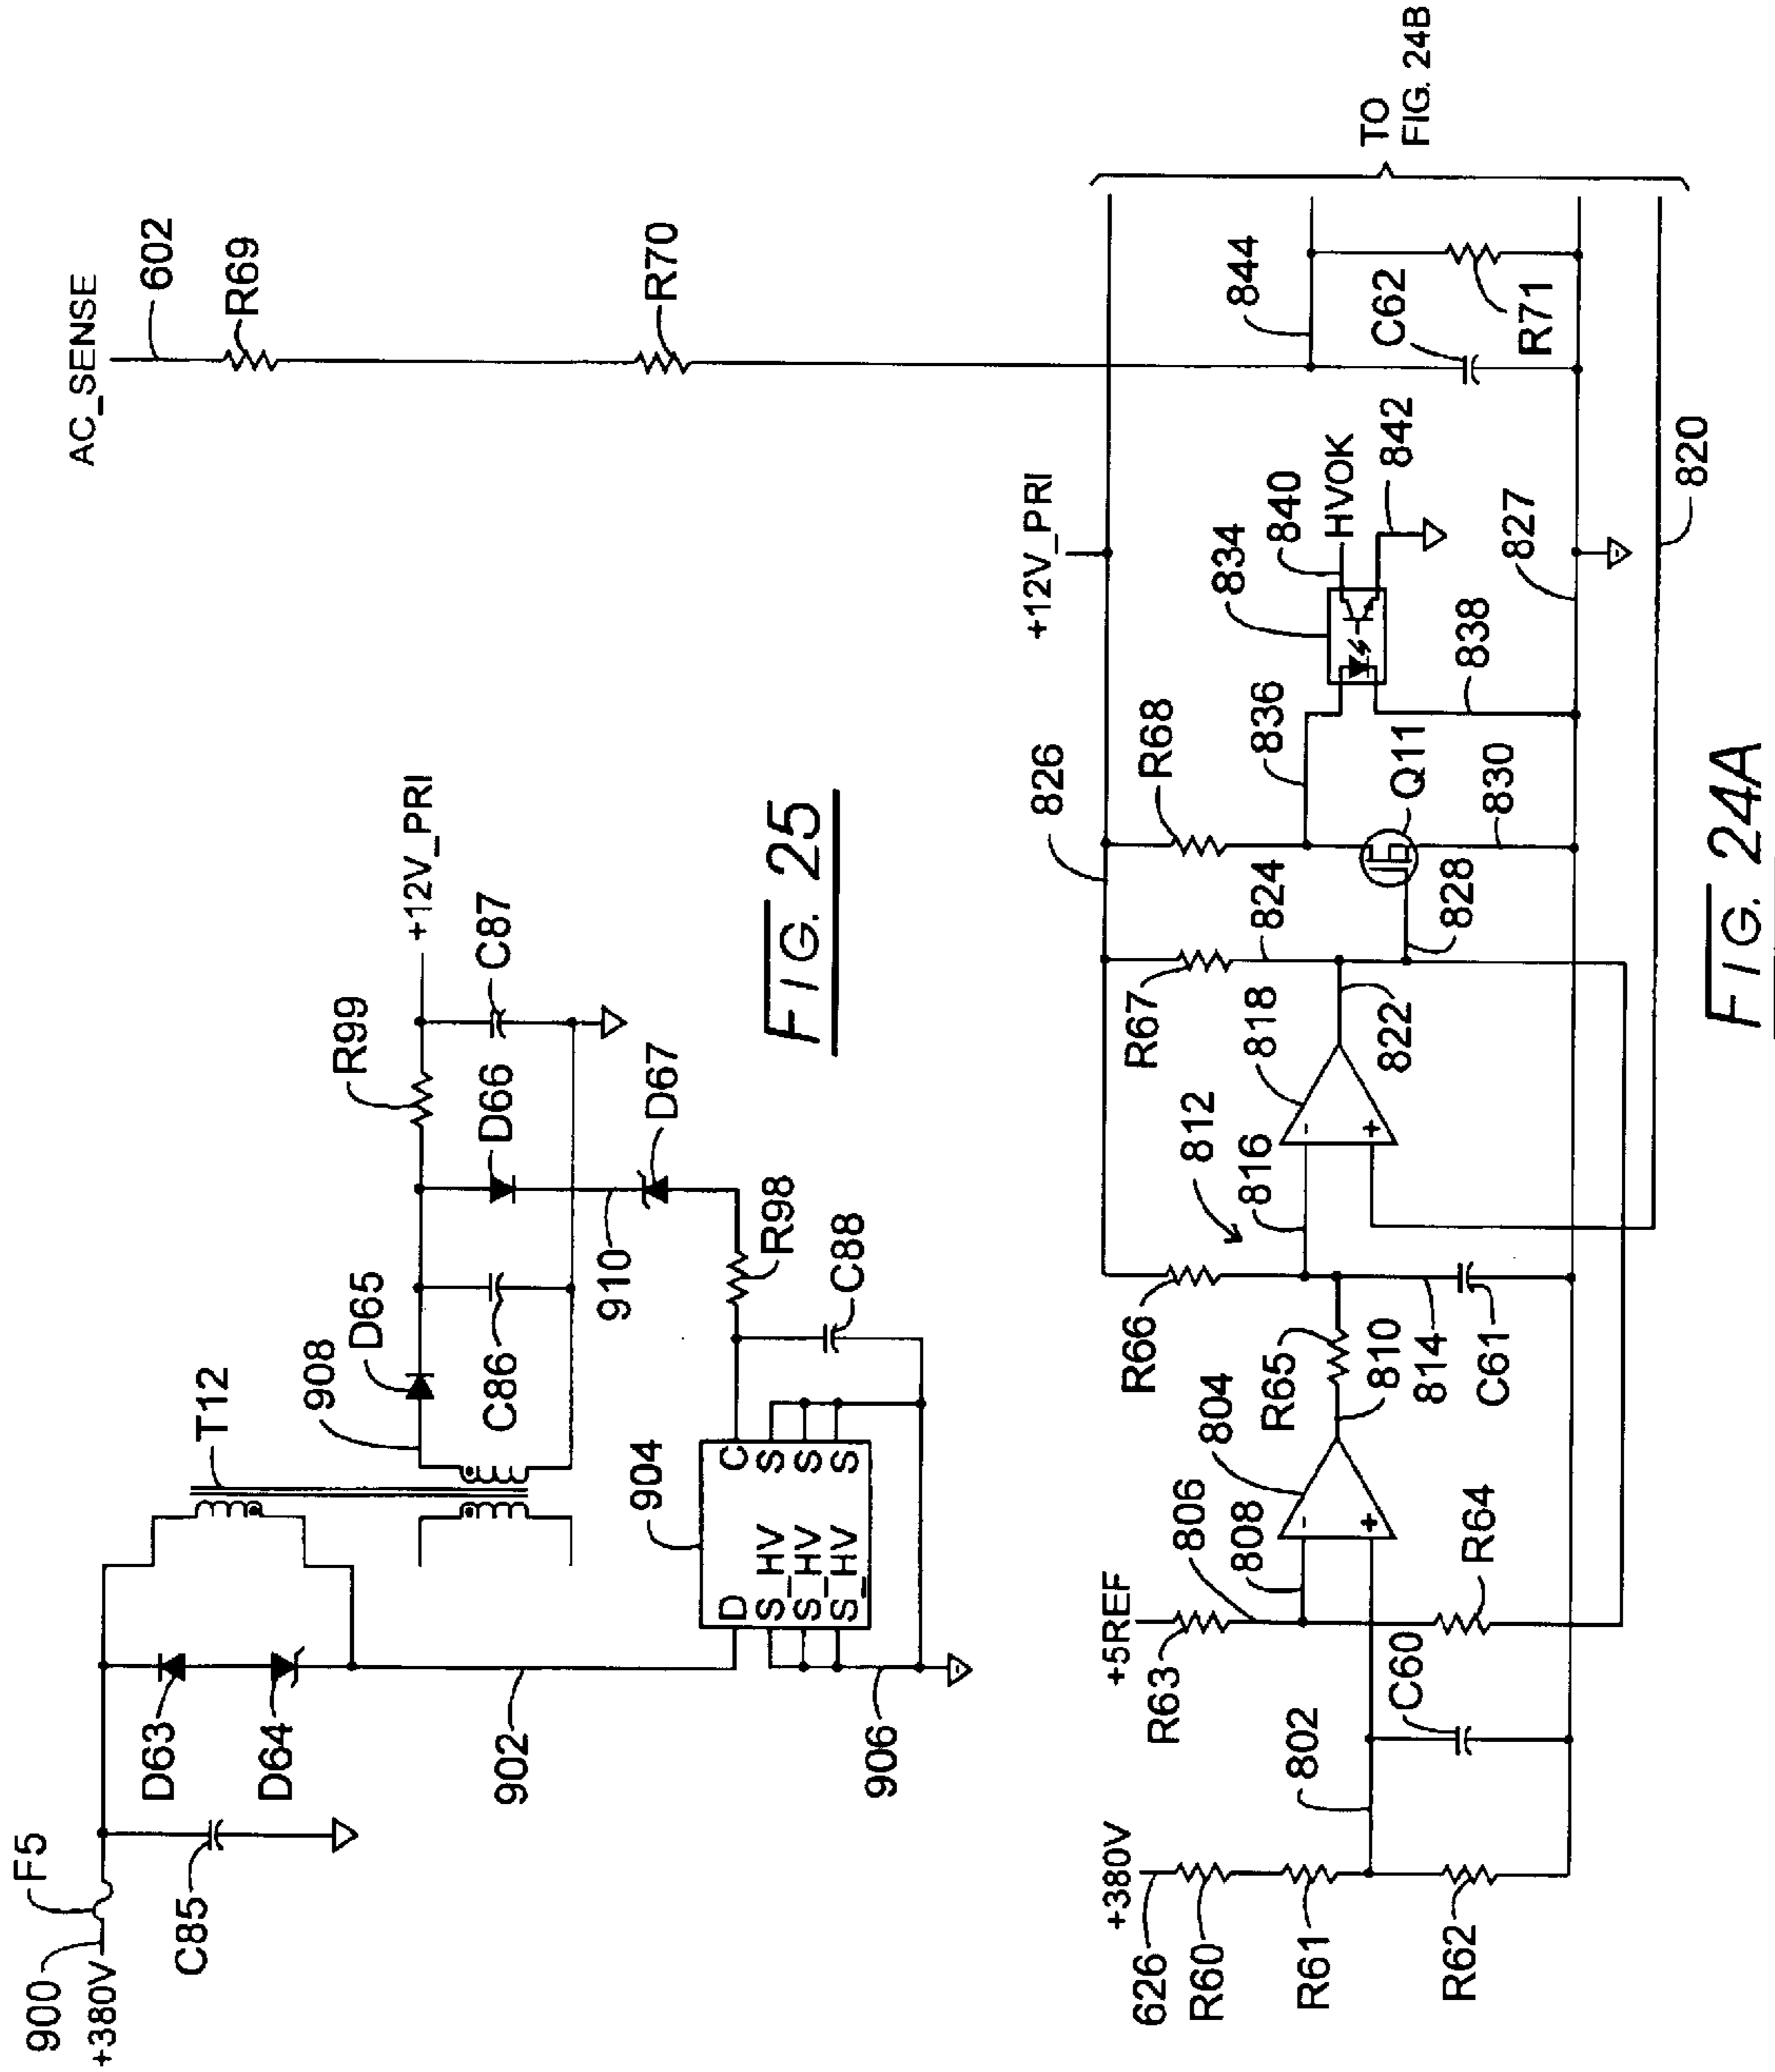 900
F5
+380V
C85
D63
D64
902
T12
908
D65
C86
R99
D66
+12V_PRI
C87
910
D67
R98
C88
904
D
C
S_HV
S
S_HV
S
S_HV
S
906
FIG. 25
AC_SENSE
602
R69
R70
626
+380V
R60
R61
R62
802
C60
+5REF
R63
806
808
R64
804
-
+
R65
810
R66
812
814
C61
816
818
-
+
820
822
R67
824
826
828
R68
Q11
830
836
834
838
840
HVOK
842
+12V_PRI
827
844
C62
R71
TO
FIG. 24B
FIG. 24A